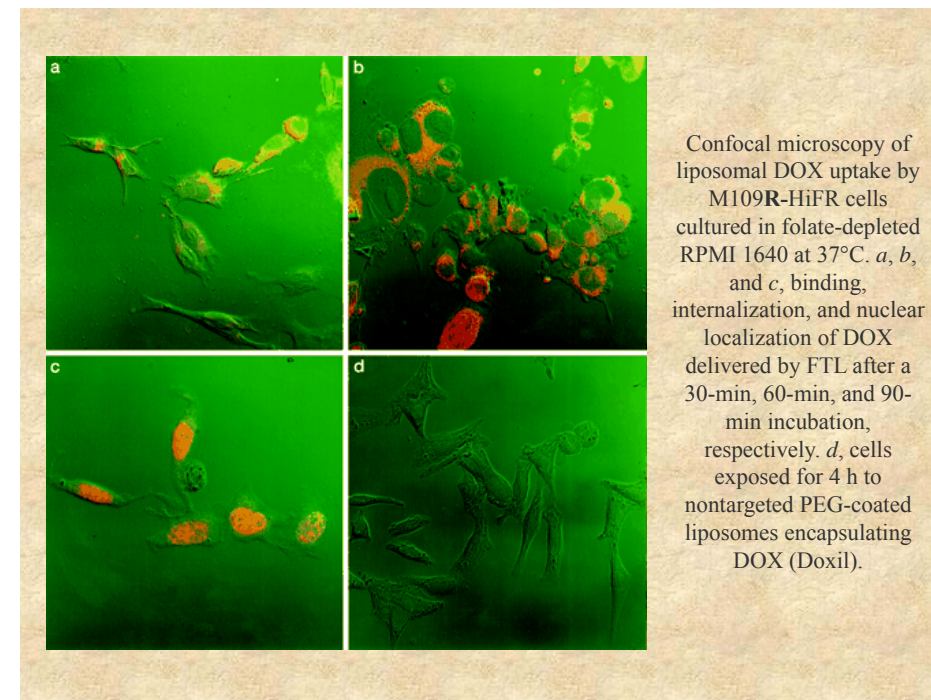 a
b
c
d
Confocal microscopy of
liposomal DOX uptake by
M109R-HiFR cells
cultured in folate-depleted
RPMI 1640 at 37°C. a, b,
and c, binding,
internalization, and nuclear
localization of DOX
delivered by FTL after a
30-min, 60-min, and 90-
min incubation,
respectively. d, cells
exposed for 4 h to
nontargeted PEG-coated
liposomes encapsulating
DOX (Doxil).